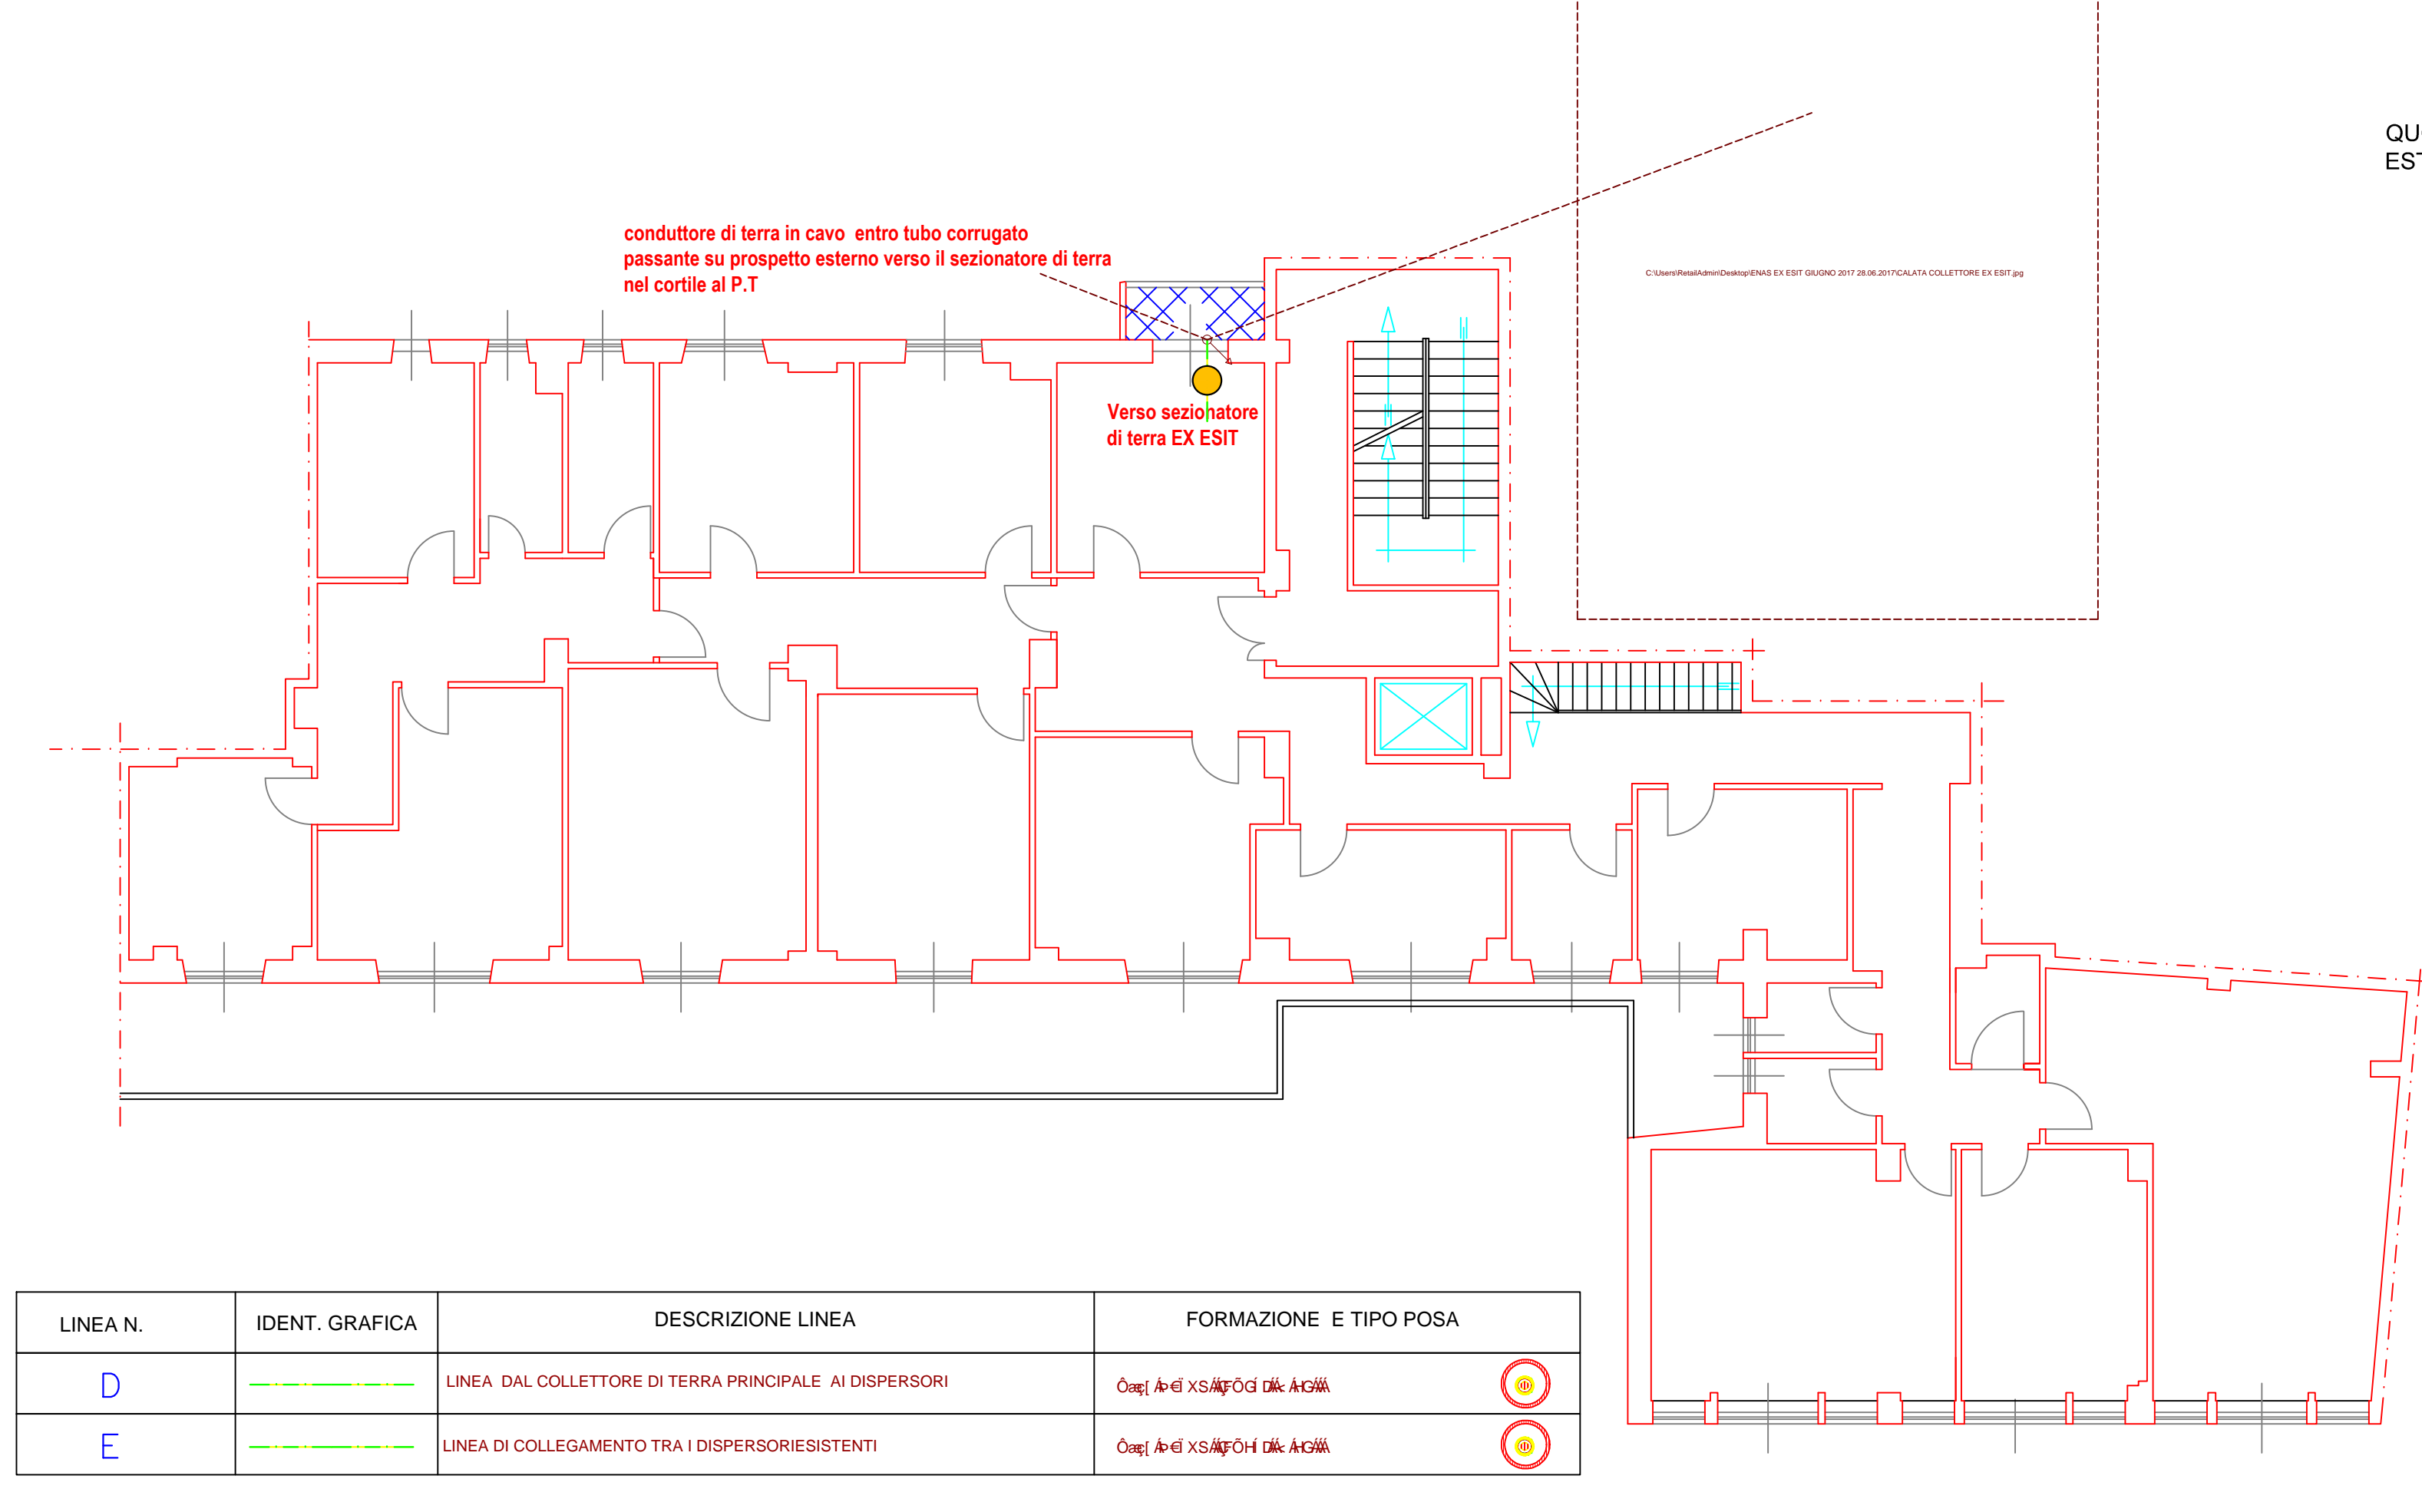 QU
EST
conduttore di terra in cavo entro tubo corrugato
passante su prospetto esterno verso il sezionatore di terra
nel cortile al P.T
C:\Users\RetailAdmin\Desktop\ENAS EX ESIT GIUGNO 2017 28.06.2017\CALATA COLLETTORE EX ESIT.jpg
Verso sezionatore
di terra EX ESIT
LINEA N. IDENT. GRAFICA DESCRIZIONE LINEA FORMAZIONE E TIPO POSA
D LINEA DAL COLLETTORE DI TERRA PRINCIPALE AI DISPERSORI
E LINEA DI COLLEGAMENTO TRA I DISPERSORIESISTENTI